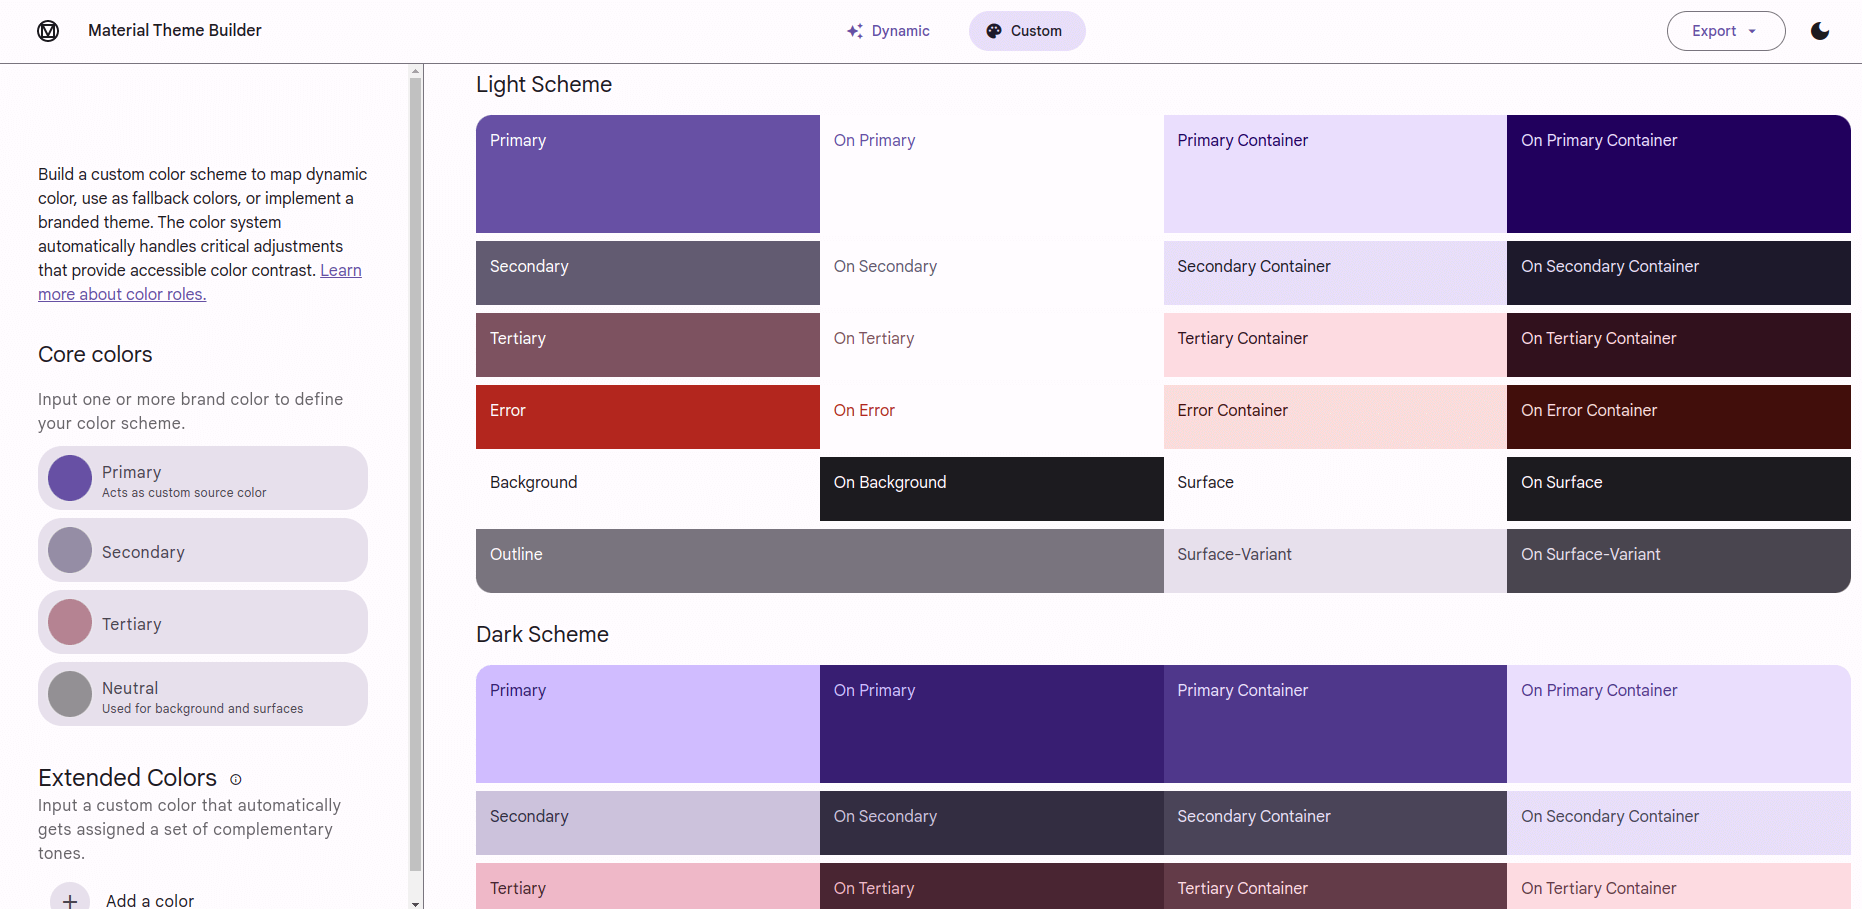 Material Theme Builder
Dynamic
Custom
Export
Build a custom color scheme to map dynamic
color, use as fallback colors, or implement a
branded theme. The color system
automatically handles critical adjustments
that provide accessible color contrast. Learn
more about color roles.
Core colors
Input one or more brand color to define
your color scheme.
Primary
Acts as custom source color
Secondary
Tertiary
Neutral
Used for background and surfaces
Extended Colors
Input a custom color that automatically
gets assigned a set of complementary
tones.
Add a color
Light Scheme
Primary
On Primary
Primary Container
On Primary Container
Secondary
On Secondary
Secondary Container
On Secondary Container
Tertiary
On Tertiary
Tertiary Container
On Tertiary Container
Error
On Error
Error Container
On Error Container
Background
On Background
Surface
On Surface
Outline
Surface-Variant
On Surface-Variant
Dark Scheme
Primary
On Primary
Primary Container
On Primary Container
Secondary
On Secondary
Secondary Container
On Secondary Container
Tertiary
On Tertiary
Tertiary Container
On Tertiary Container